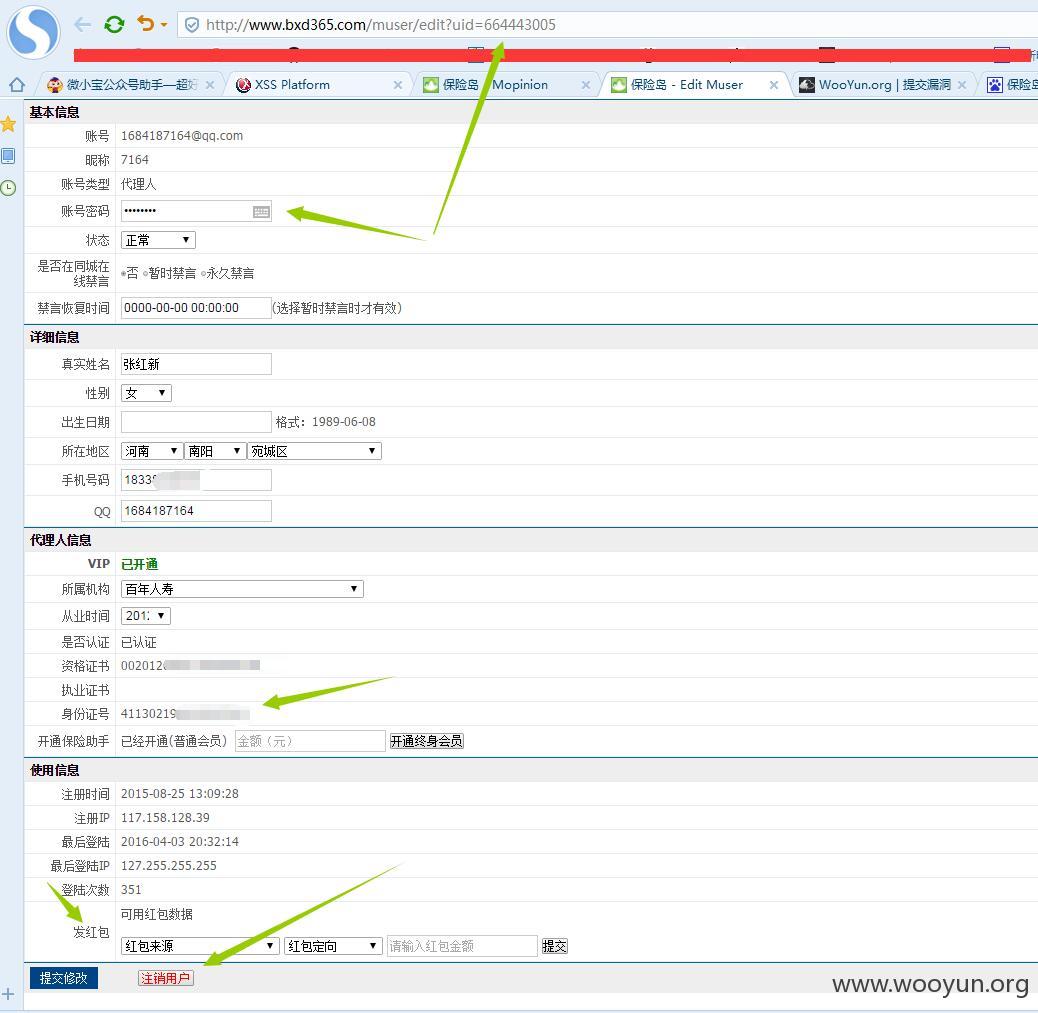 http://www.bxd365.com/muser/edit?uid=664443005
微小宝公众号助手—超好
XSS Platform
保险岛
Mopinion
保险岛 - Edit Muser
WooYun.org | 提交漏洞
保险岛
基本信息
账号 1684187164@qq.com
昵称 7164
账号类型 代理人
账号密码 ••••••••
状态 正常
是否在同城在线禁言 否 暂时禁言 永久禁言
禁言恢复时间 0000-00-00 00:00:00 (选择暂时禁言时才有效)
详细信息
真实姓名 张红新
性别 女
出生日期 格式：1989-06-08
所在地区 河南 南阳 宛城区
手机号码 1833
QQ 1684187164
代理人信息
VIP 已开通
所属机构 百年人寿
从业时间 201
是否认证 已认证
资格证书 002012
执业证书
身份证号 41130219
开通保险助手 已经开通(普通会员) 金额（元） 开通终身会员
使用信息
注册时间 2015-08-25 13:09:28
注册IP 117.158.128.39
最后登陆 2016-04-03 20:32:14
最后登陆IP 127.255.255.255
登陆次数 351
可用红包数据
发红包 红包来源 红包定向 请输入红包金额 提交
提交修改 注销用户
www.wooyun.org